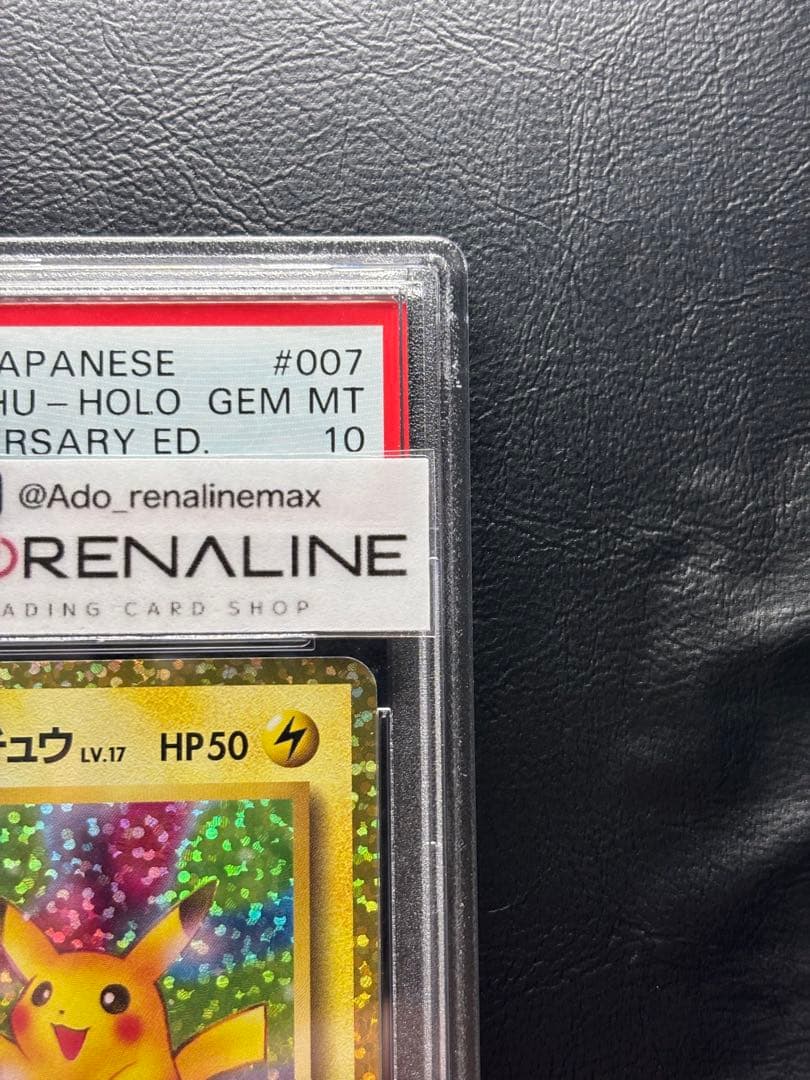 APANESE #007
HU-HOLO GEM MT
RSARY ED. 10
@Ado_renalinemax
RENALINE
ADING CARD SHOP
チュウ LV.17 HP50